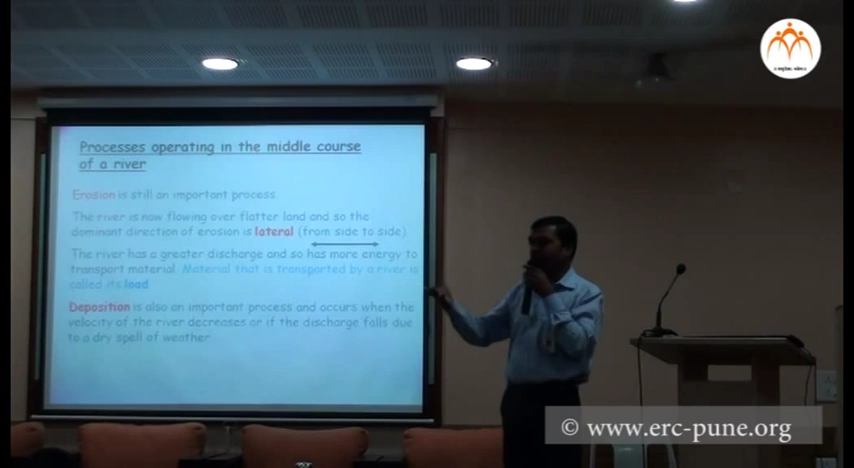 Processes operating in the middle course
of a river
Erosion is still an important process.
The river is now flowing over flatter land and so the
dominant direction of erosion is lateral (from side to side)
The river has a greater discharge and so has more energy to
transport material. Material that is transported by a river is
called its load
Deposition is also an important process and occurs when the
velocity of the river decreases or if the discharge falls due
to a dry spell of weather.
© www.erc-pune.org